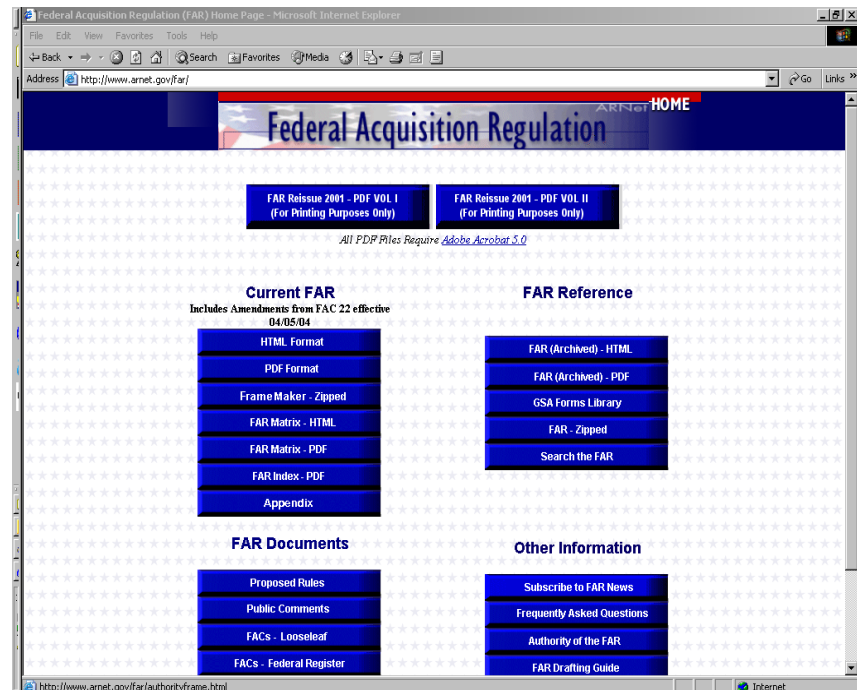 Federal Acquisition Regulation (FAR) Home Page - Microsoft Internet Explorer
File Edit View Favorites Tools Help
Back Search Favorites Media
Address http://www.arnet.gov/far/ Go Links »
ARNet HOME
Federal Acquisition Regulation
FAR Reissue 2001 - PDF VOL I
(For Printing Purposes Only)
FAR Reissue 2001 - PDF VOL II
(For Printing Purposes Only)
All PDF Files Require Adobe Acrobat 5.0
Current FAR
Includes Amendments from FAC 22 effective
04/05/04
HTML Format
PDF Format
Frame Maker - Zipped
FAR Matrix - HTML
FAR Matrix - PDF
FAR Index - PDF
Appendix
FAR Reference
FAR (Archived) - HTML
FAR (Archived) - PDF
GSA Forms Library
FAR - Zipped
Search the FAR
FAR Documents
Proposed Rules
Public Comments
FACs - Looseleaf
FACs - Federal Register
Other Information
Subscribe to FAR News
Frequently Asked Questions
Authority of the FAR
FAR Drafting Guide
http://www.arnet.gov/far/authorityframe.html Internet